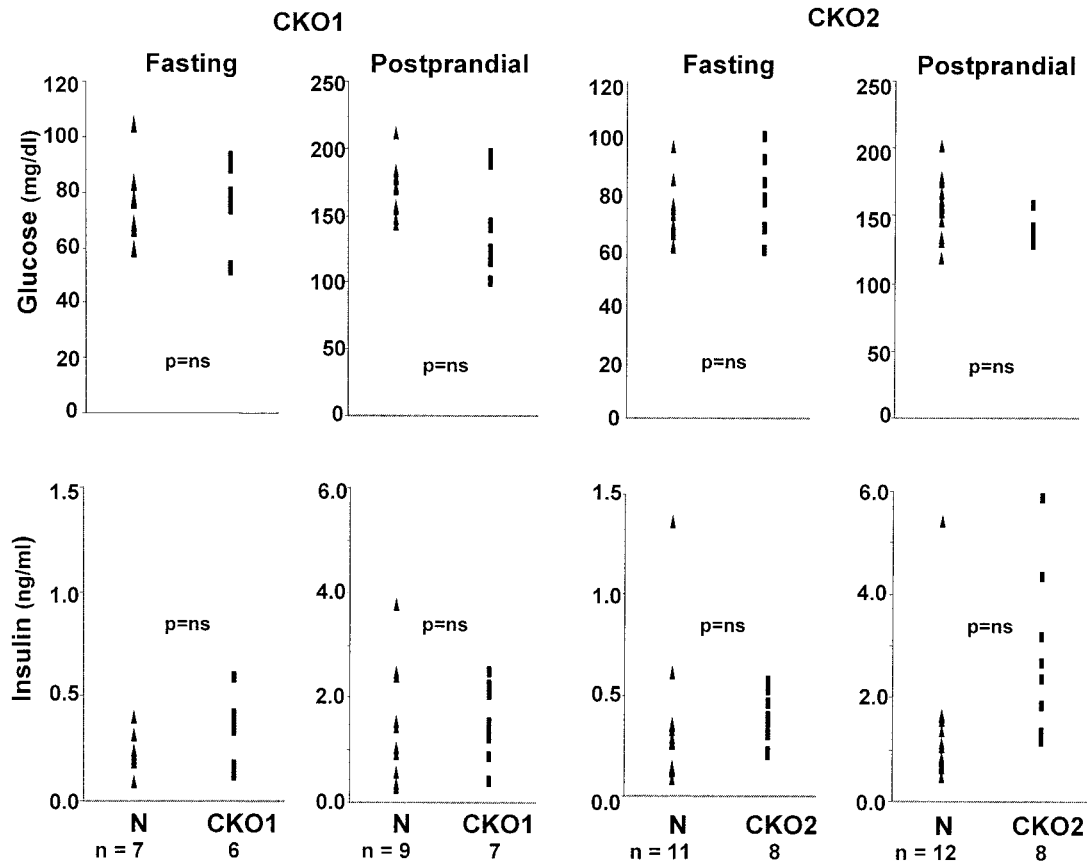 CKO1 CKO2
Fasting Postprandial Fasting Postprandial
Glucose (mg/dl)
120 250 120 250
100 200 100 200
80 150 80 150
60 100 60 100
40 50 40 50
20 0 20 0
0 0
p=ns p=ns p=ns p=ns
Insulin (ng/ml)
1.5 6.0 1.5 6.0
1.0 4.0 1.0 4.0
0.5 2.0 0.5 2.0
0.0 0.0 0.0 0.0
p=ns p=ns p=ns p=ns
N CKO1 N CKO1 N CKO2 N CKO2
n = 7 6 n = 9 7 n = 11 8 n = 12 8